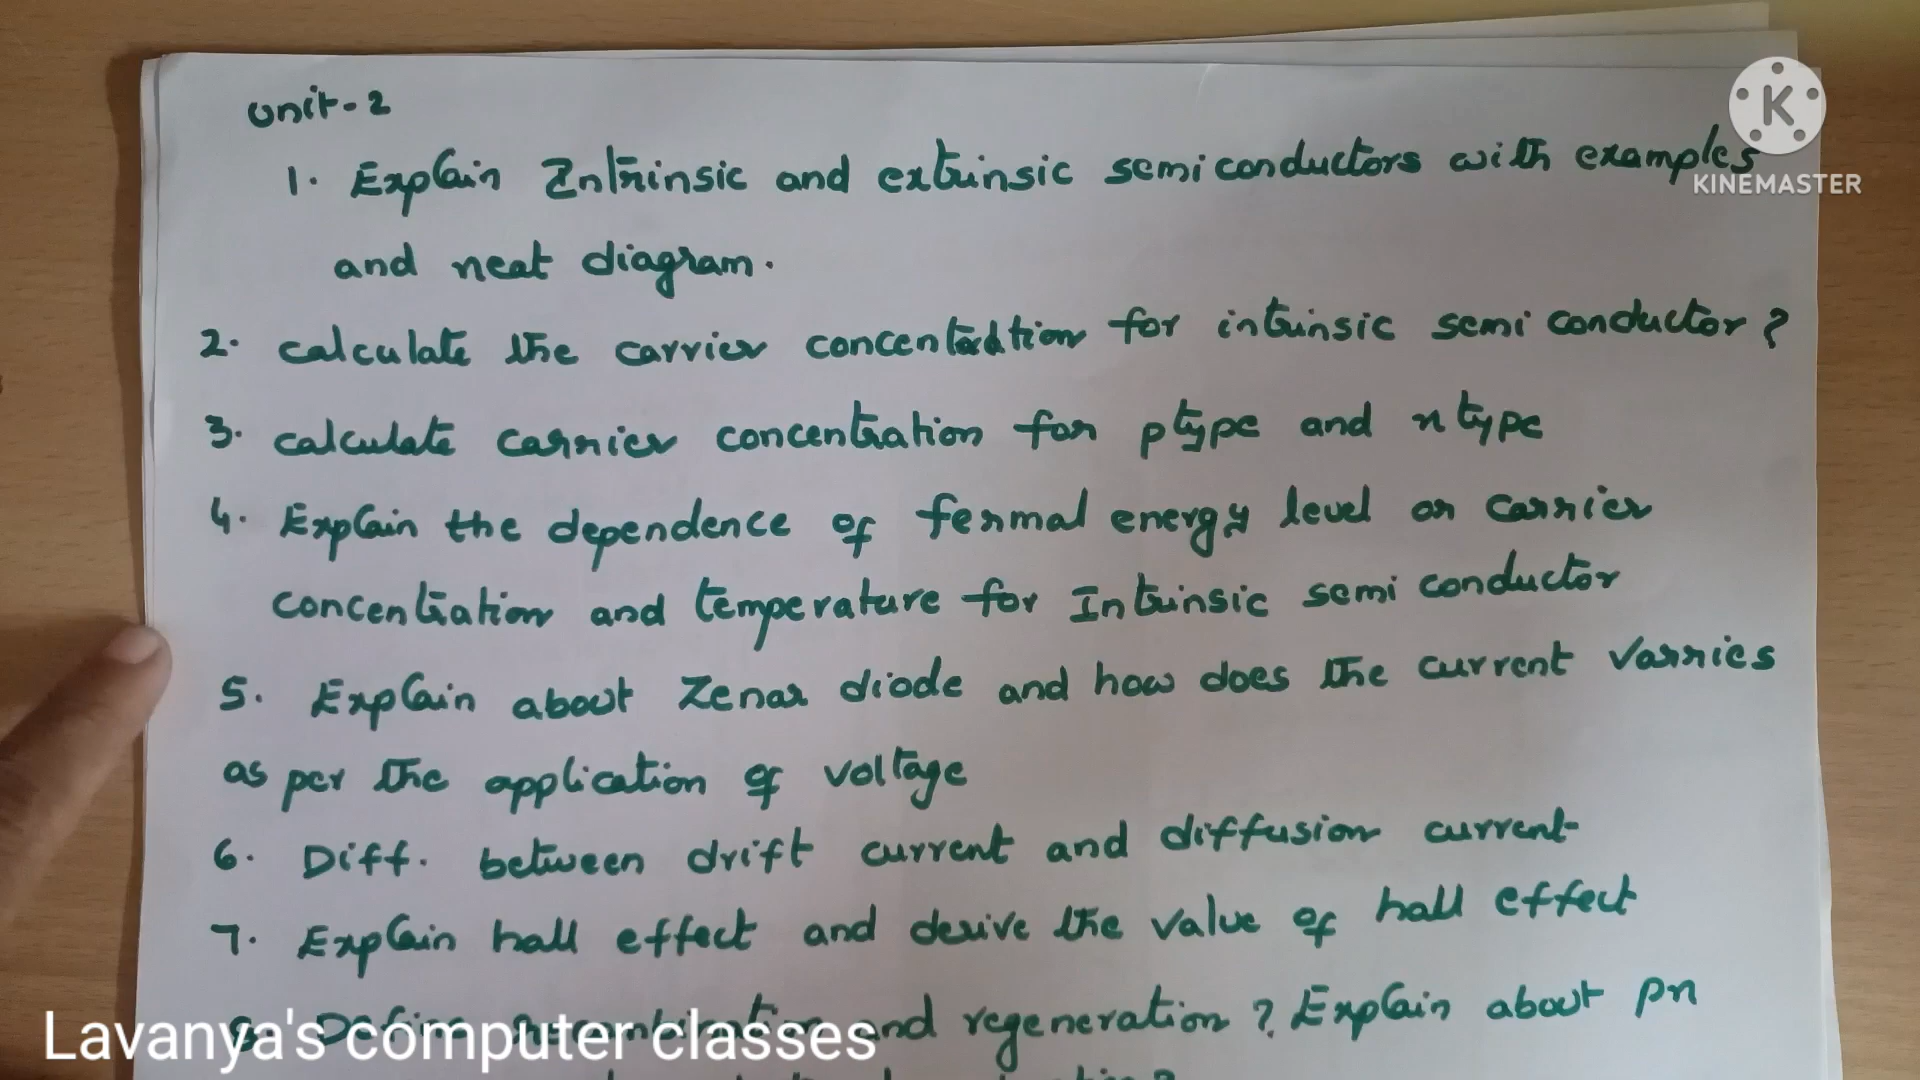 Unit-2
1. Explain Intrinsic and extrinsic semiconductors with examples
and neat diagram.
2. calculate the carrier concentration for intrinsic semi conductor?
3. calculate carrier concentration for ptype and ntype
4. Explain the dependence of fermal energy level on carrier
concentration and temperature for Intrinsic semi conductor
5. Explain about Zenar diode and how does the current varries
as per the application of voltage
6. Diff. between drift current and diffusion current
7. Explain hall effect and derive the value of hall effect
8. Define recombination and regeneration? Explain about pn
Lavanya's computer classes
K
KINEMASTER